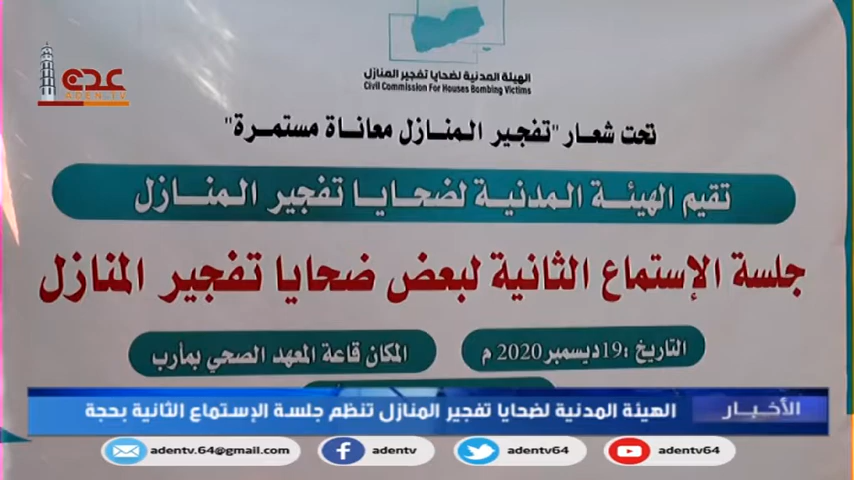 عدن
ADENTV
الهيئة المدنية لضحايا تفجير المنازل
Civil Commission For Houses Bombing Victims
تحت شعار "تفجير المنازل معاناة مستمرة"
تقيم الهيئة المدنية لضحايا تفجير المنازل
جلسة الإستماع الثانية لبعض ضحايا تفجير المنازل
التاريخ :19ديسمبر2020 م
المكان قاعة المعهد الصحي بمأرب
الأخبار
الهيئة المدنية لضحايا تفجير المنازل تنظم جلسة الإستماع الثانية بحجة
adentv.64@gmail.com
adentv
adentv64
adentv64